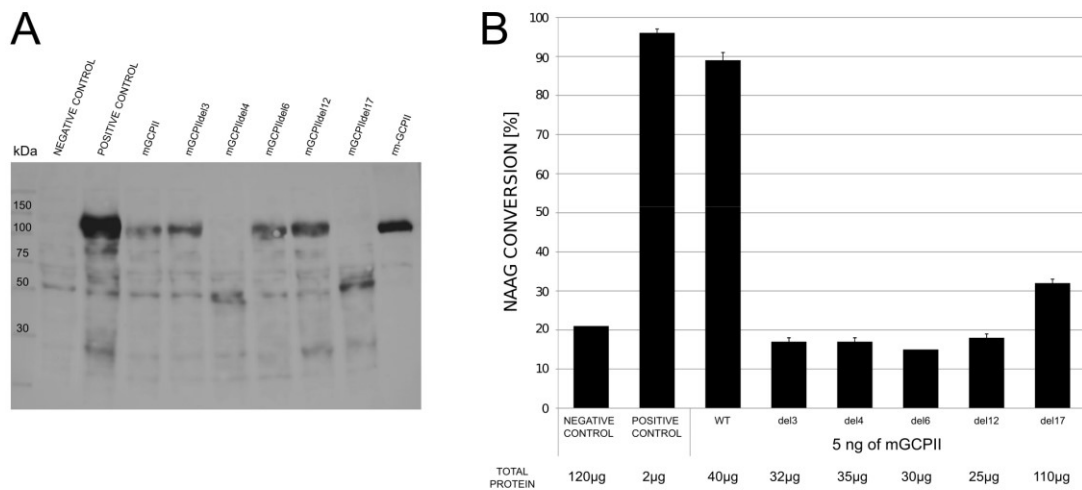 A
NEGATIVE CONTROL
POSITIVE CONTROL
mGCPII
mGCPIIdel3
mGCPIIdel4
mGCPIIdel6
mGCPIIdel12
mGCPIIdel17
rm-GCPII
kDa
150
100
75
50
30
B
NAAG CONVERSION [%]
100
90
80
70
60
50
40
30
20
10
0
NEGATIVE CONTROL
POSITIVE CONTROL
WT
del3
del4
del6
del12
del17
5 ng of mGCPII
TOTAL PROTEIN
120µg
2µg
40µg
32µg
35µg
30µg
25µg
110µg